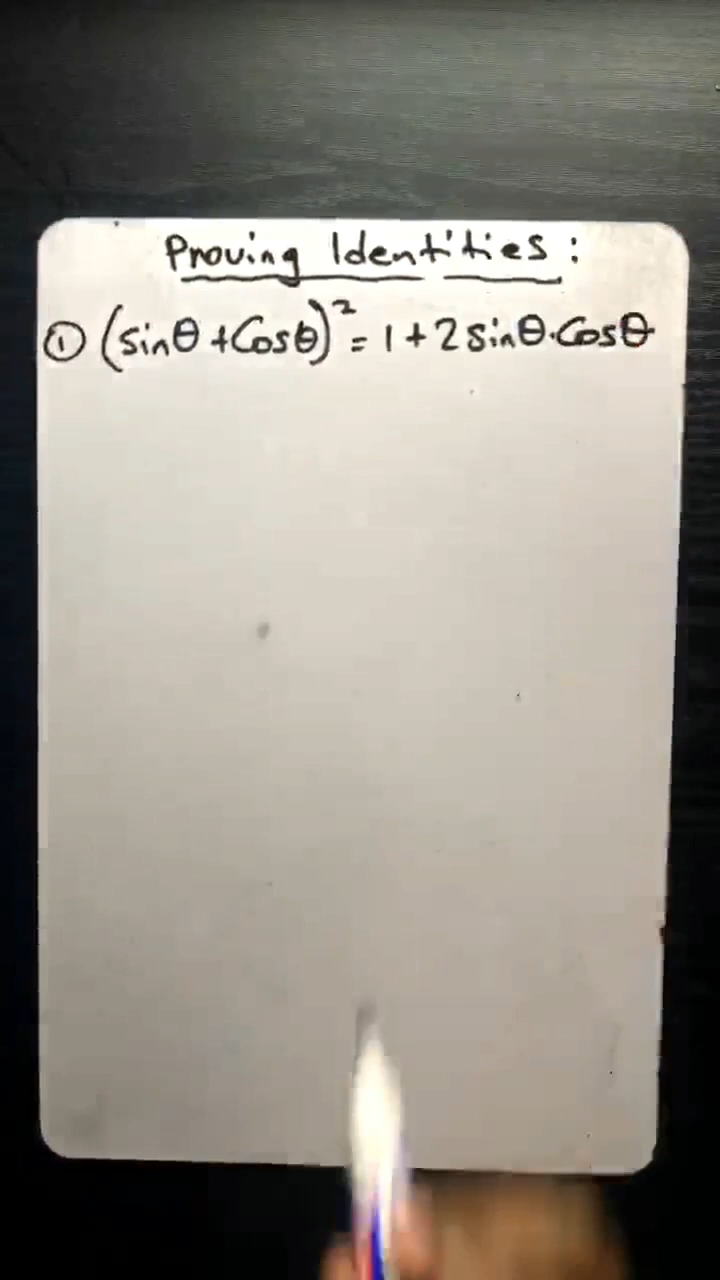 Proving Identities:
① (sinθ + Cosθ)² = 1 + 2 sinθ·Cosθ